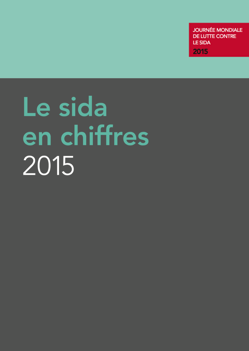 JOURNÉE MONDIALE
DE LUTTE CONTRE
LE SIDA
2015
Le sida
en chiffres
2015